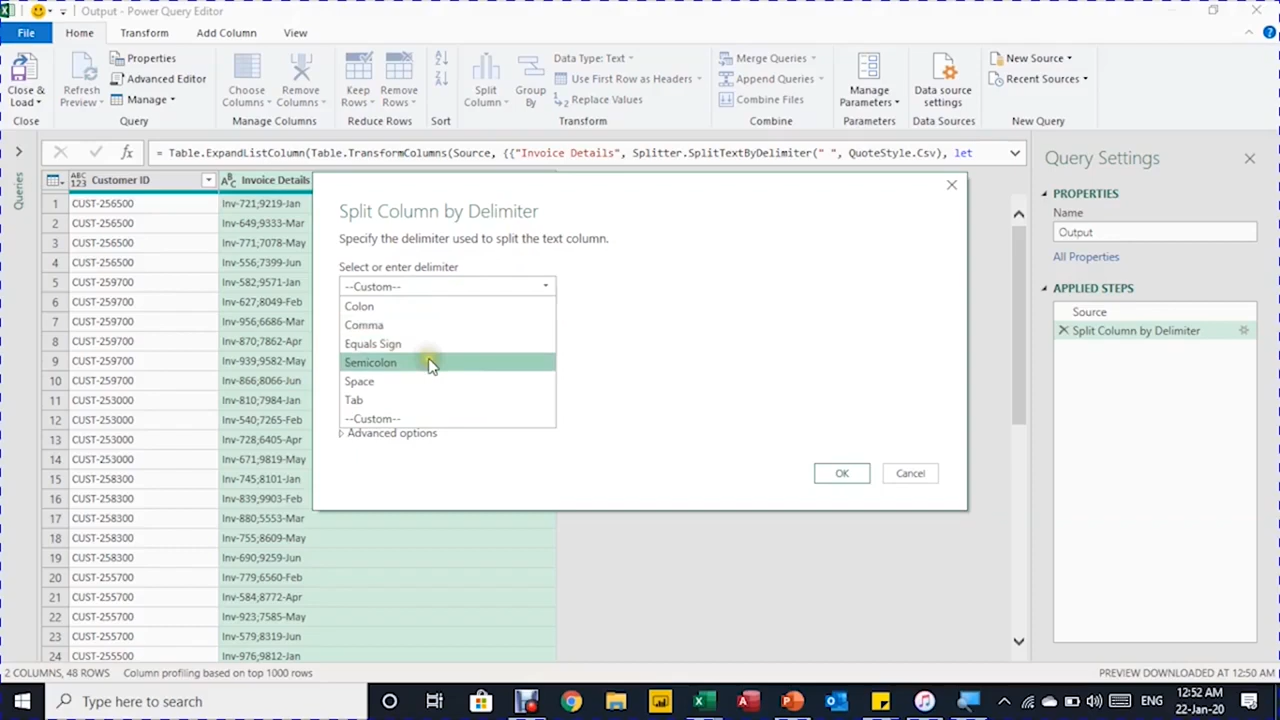 Output - Power Query Editor
File Home Transform Add Column View
Close & Load
Refresh Preview
Properties
Advanced Editor
Manage
Choose Columns
Remove Columns
Keep Rows
Remove Rows
Split Column
Group By
Data Type: Text
Use First Row as Headers
Replace Values
Merge Queries
Append Queries
Combine Files
Manage Parameters
Data source settings
New Source
Recent Sources
Close Query Manage Columns Reduce Rows Sort Transform Combine Parameters Data Sources New Query
fx = Table.ExpandListColumn(Table.TransformColumns(Source, {{"Invoice Details", Splitter.SplitTextByDelimiter(" ", QuoteStyle.Csv), let
Queries
ABC 123 Customer ID ABC Invoice Details
1 CUST-256500 Inv-721;9219-Jan
2 CUST-256500 Inv-649;9333-Mar
3 CUST-256500 Inv-771;7078-May
4 CUST-256500 Inv-556;7399-Jun
5 CUST-259700 Inv-982;9571-Jan
6 CUST-259700 Inv-627;8049-Feb
7 CUST-259700 Inv-956;6686-Mar
8 CUST-259700 Inv-870;7862-Apr
9 CUST-259700 Inv-939;9582-May
10 CUST-259700 Inv-866;8066-Jun
11 CUST-253000 Inv-810;7984-Jan
12 CUST-253000 Inv-540;7265-Feb
13 CUST-253000 Inv-728;6405-Apr
14 CUST-253000 Inv-671;9819-May
15 CUST-258300 Inv-745;8101-Jan
16 CUST-258300 Inv-839;9903-Feb
17 CUST-258300 Inv-880;5553-Mar
18 CUST-258300 Inv-755;8609-May
19 CUST-258300 Inv-690;9259-Jun
20 CUST-255700 Inv-779;6560-Feb
21 CUST-255700 Inv-584;8772-Apr
22 CUST-255700 Inv-923;7585-May
23 CUST-255700 Inv-579;8319-Jun
24 CUST-255500 Inv-976;9812-Jan
Split Column by Delimiter
Specify the delimiter used to split the text column.
Select or enter delimiter
--Custom--
Colon
Comma
Equals Sign
Semicolon
Space
Tab
--Custom--
Advanced options
OK Cancel
Query Settings
PROPERTIES
Name
Output
All Properties
APPLIED STEPS
Source
Split Column by Delimiter
2 COLUMNS, 48 ROWS Column profiling based on top 1000 rows PREVIEW DOWNLOADED AT 12:50 AM
Type here to search
ENG
12:52 AM
22-Jan-20